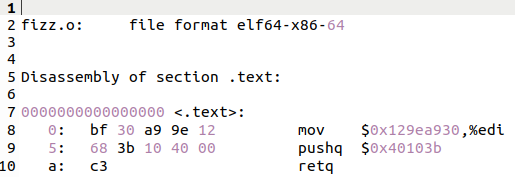 1
2 fizz.o:     file format elf64-x86-64
3
4
5 Disassembly of section .text:
6
7 0000000000000000 <.text>:
8    0:   bf 30 a9 9e 12          mov    $0x129ea930,%edi
9    5:   68 3b 10 40 00          pushq  $0x40103b
10   a:   c3                      retq